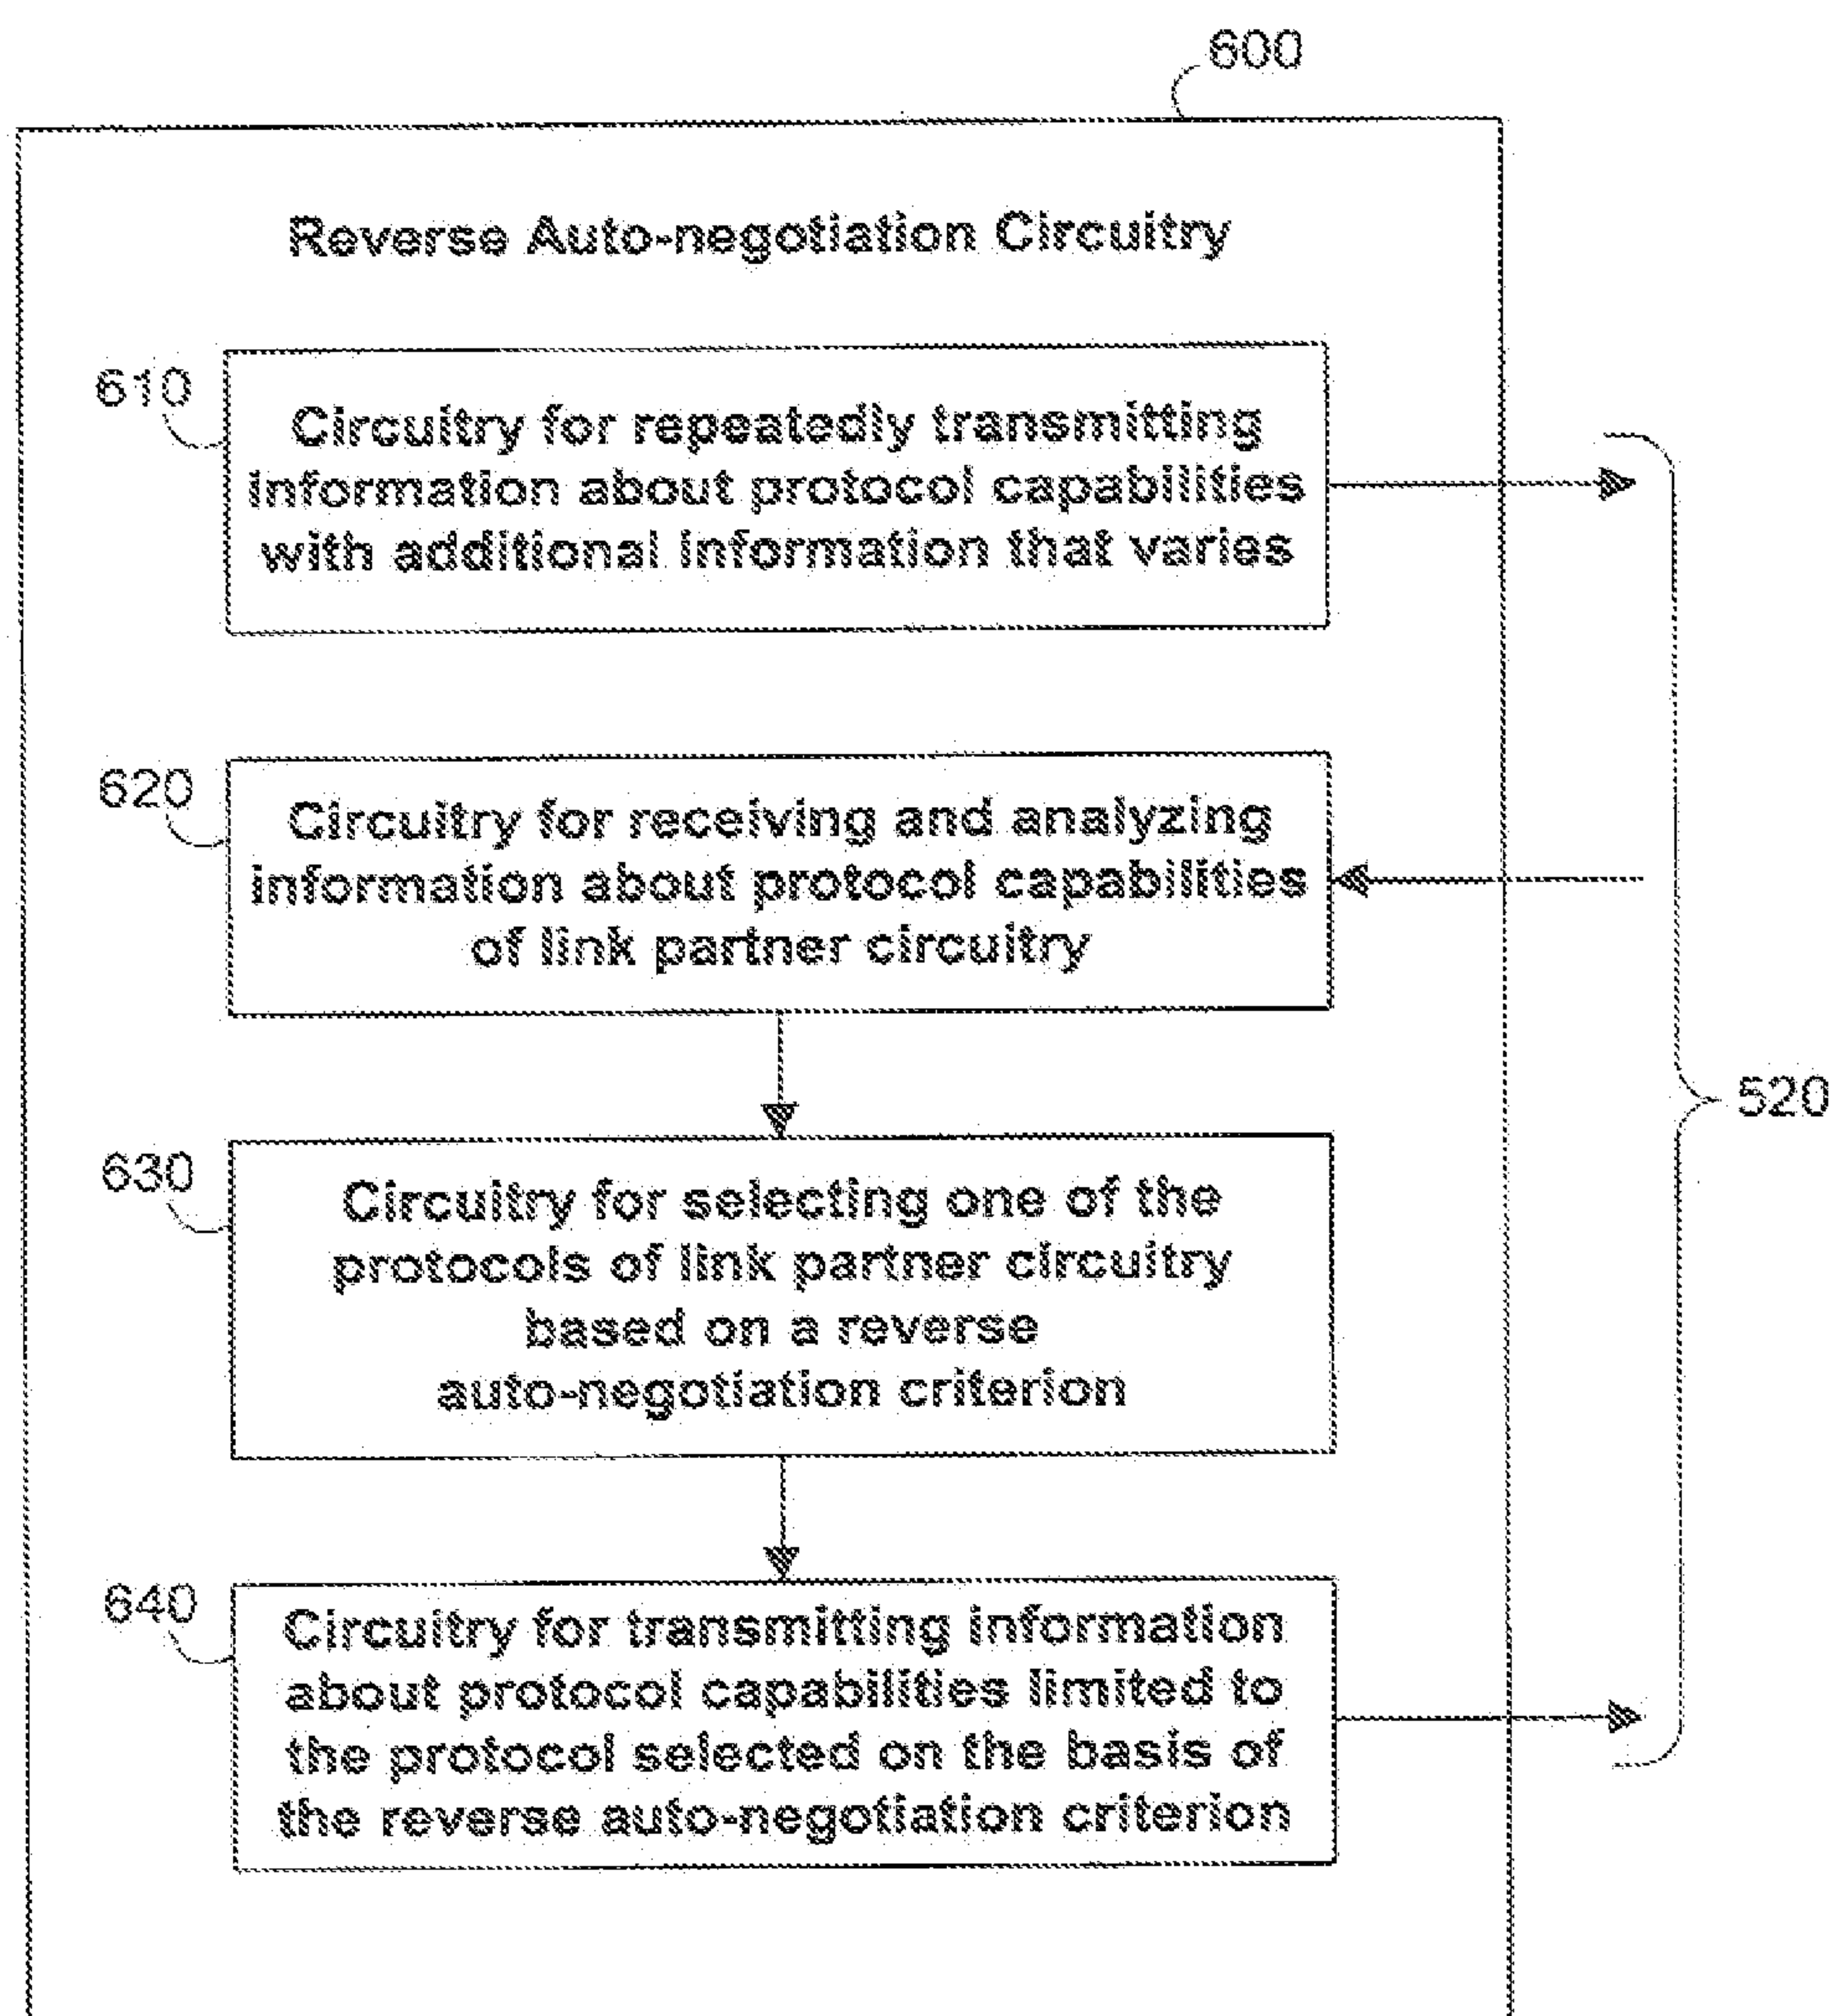 600
Reverse Auto-negotiation Circuitry
610
Circuitry for repeatedly transmitting
information about protocol capabilities
with additional information that varies
620
Circuitry for receiving and analyzing
information about protocol capabilities
of link partner circuitry
520
630
Circuitry for selecting one of the
protocols of link partner circuitry
based on a reverse
auto-negotiation criterion
640
Circuitry for transmitting information
about protocol capabilities limited to
the protocol selected on the basis of
the reverse auto-negotiation criterion